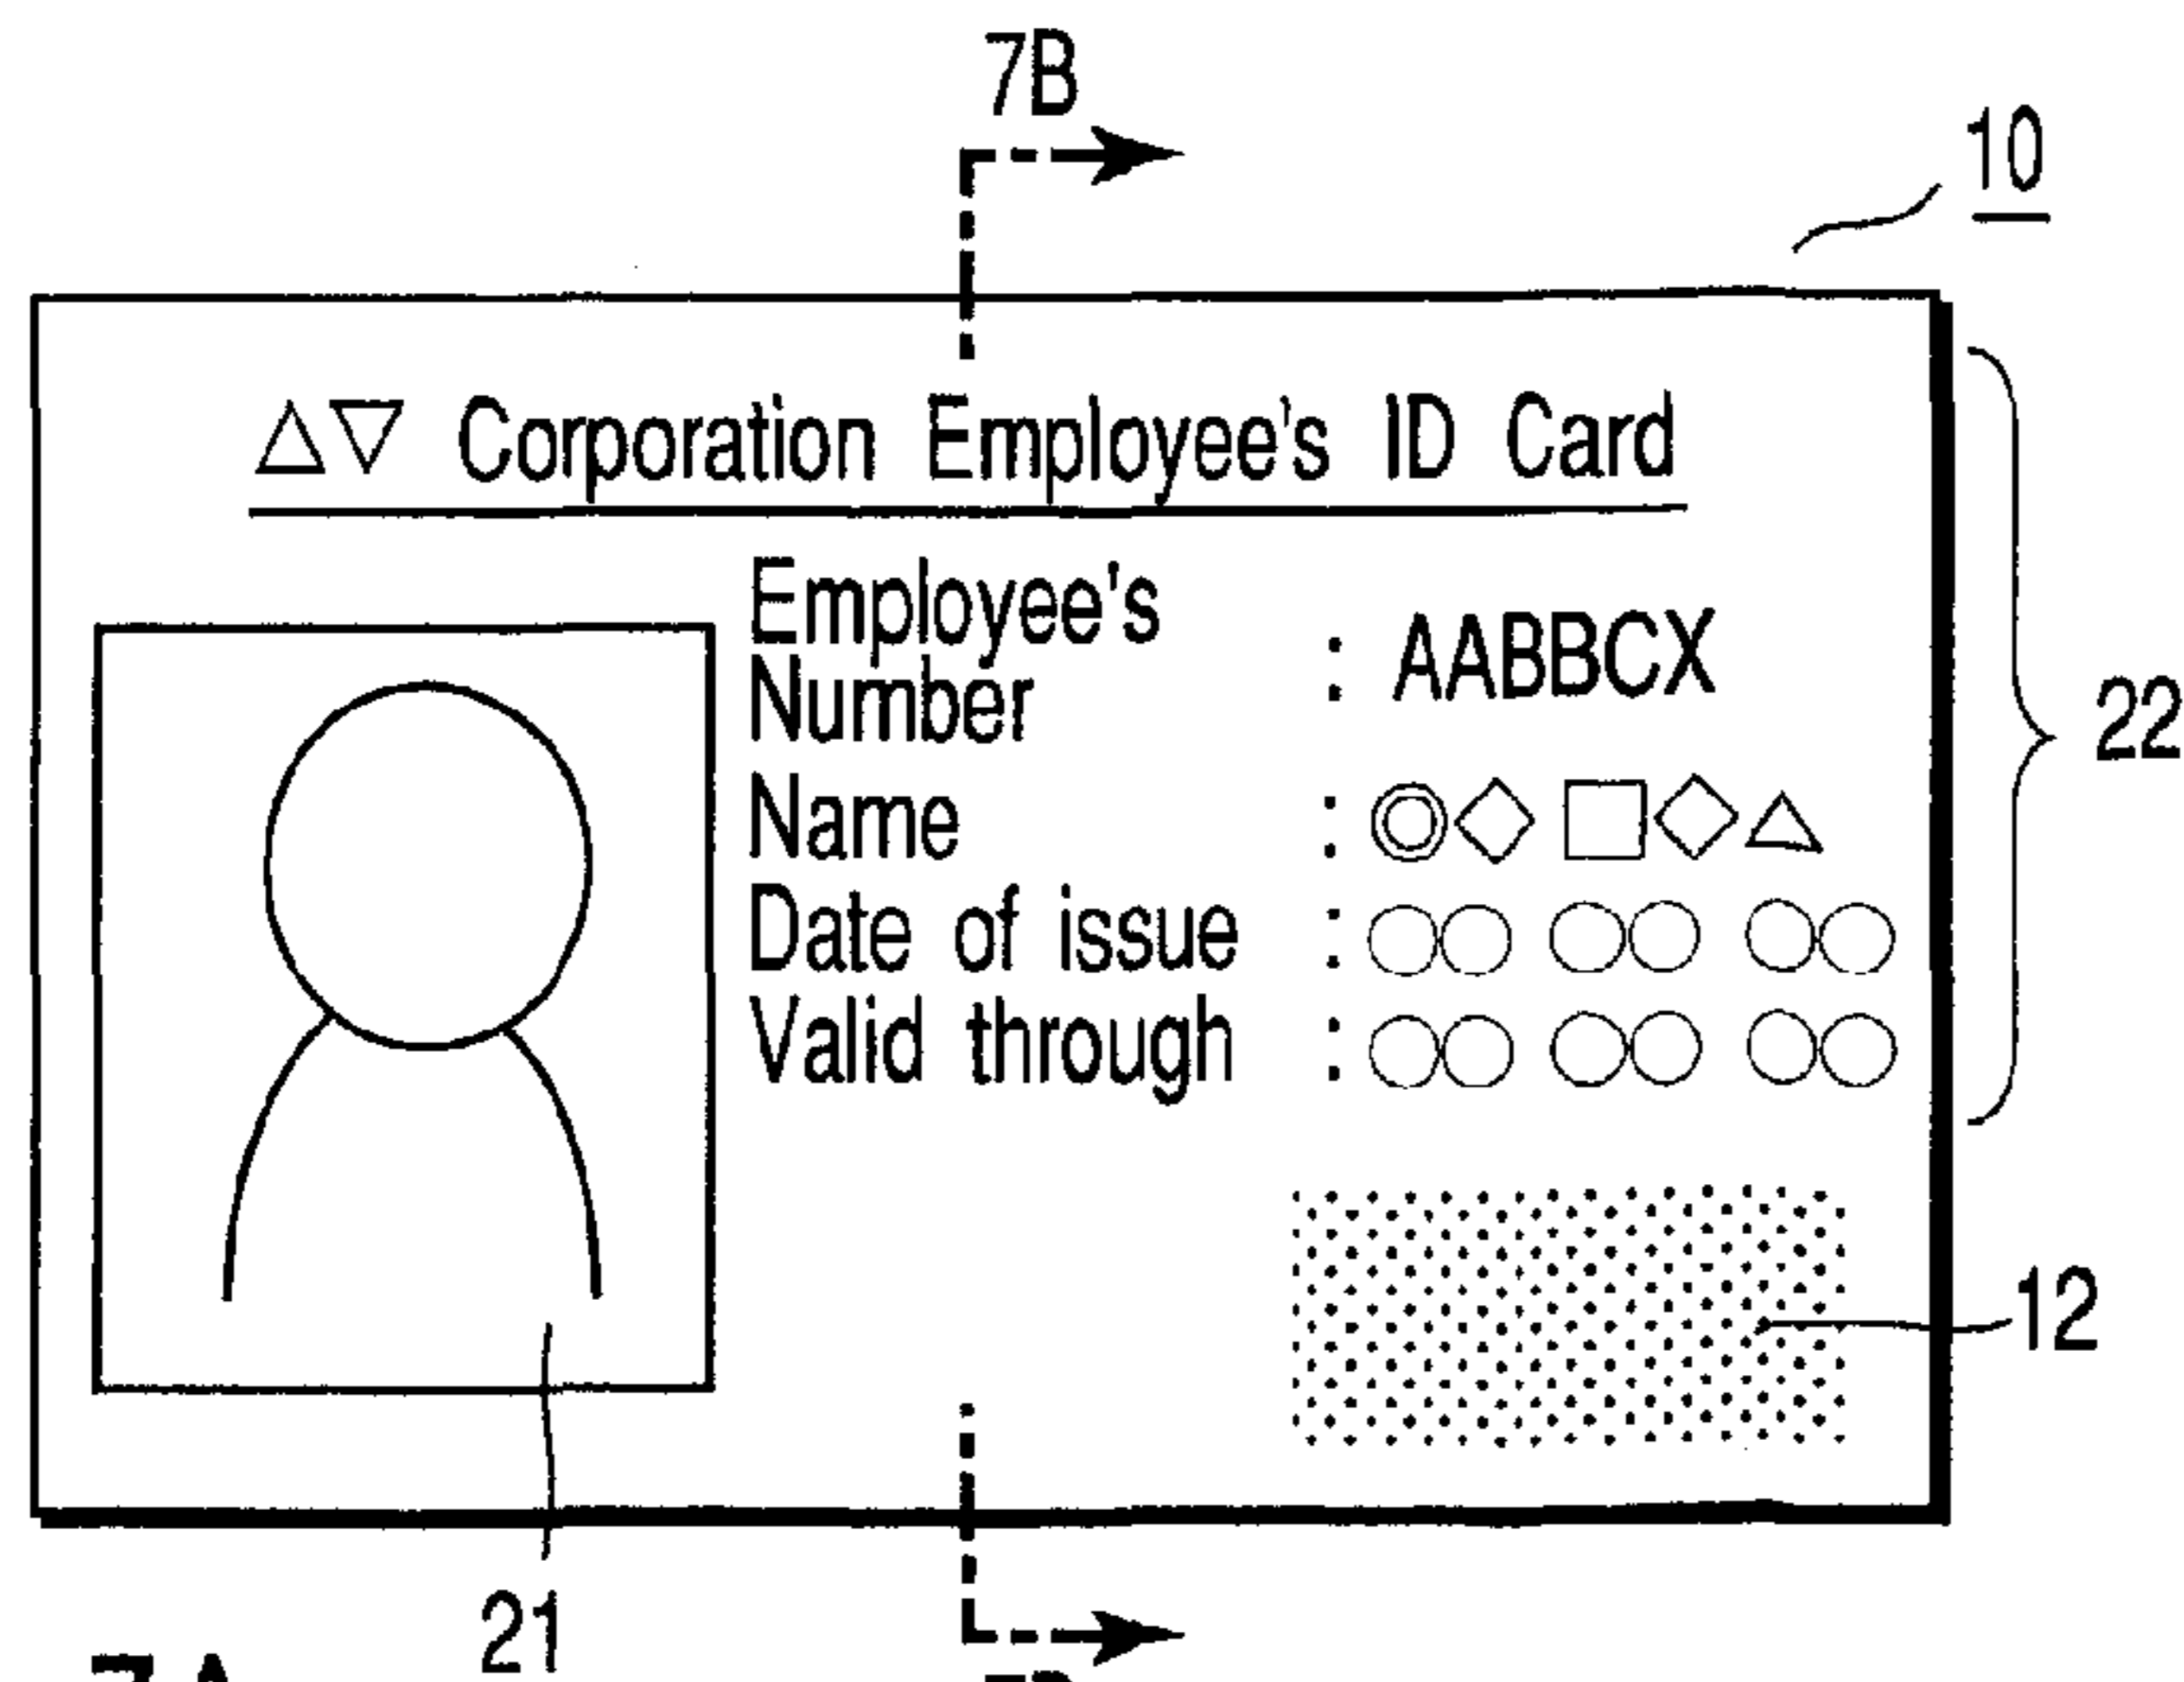 7B
10
△▽ Corporation Employee's ID Card
Employee's
Number : AABBCX
22
Name : ◎◇ □◇△
Date of issue : ○○ ○○ ○○
Valid through : ○○ ○○ ○○
12
21